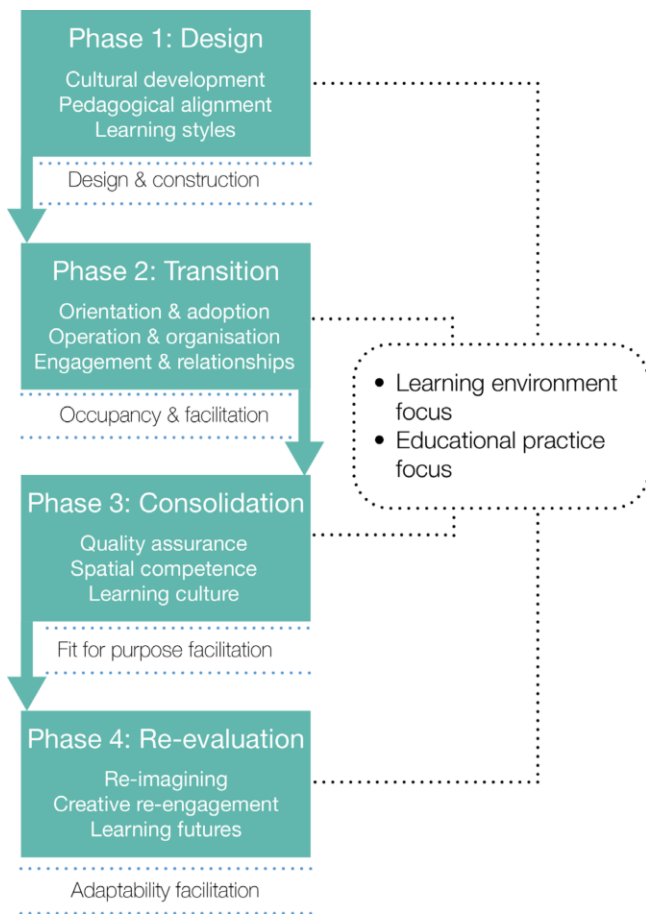 Phase 1: Design
Cultural development
Pedagogical alignment
Learning styles
Design & construction
Phase 2: Transition
Orientation & adoption
Operation & organisation
Engagement & relationships
Occupancy & facilitation
• Learning environment
focus
• Educational practice
focus
Phase 3: Consolidation
Quality assurance
Spatial competence
Learning culture
Fit for purpose facilitation
Phase 4: Re-evaluation
Re-imagining
Creative re-engagement
Learning futures
Adaptability facilitation